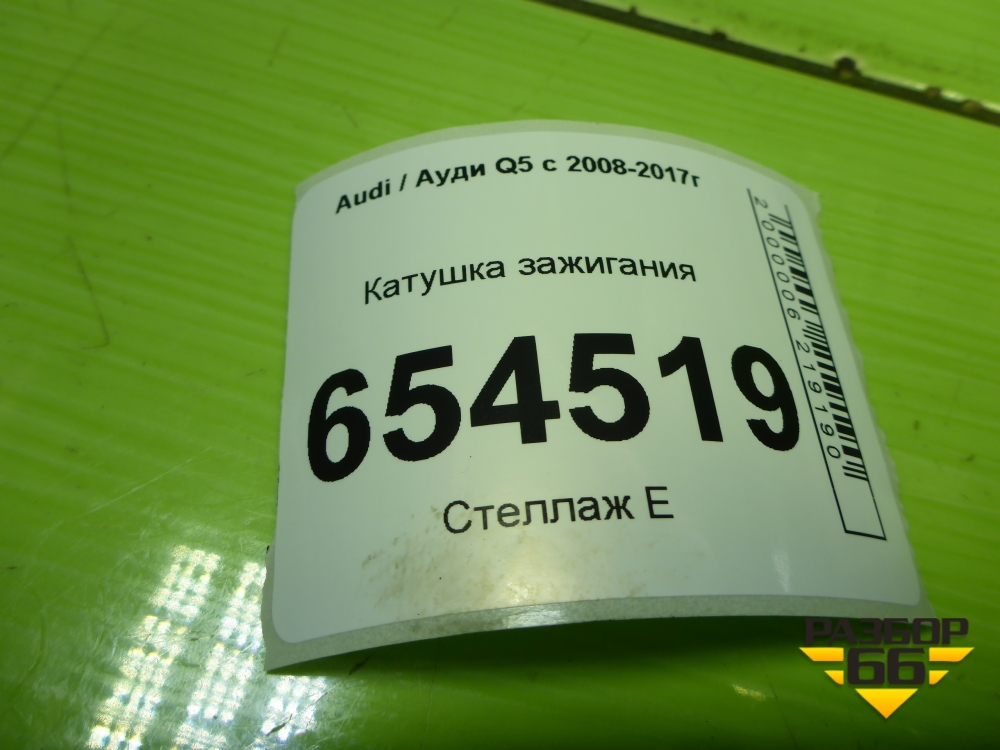 Audi / Ауди Q5 с 2008-2017г
Катушка зажигания
654519
Стеллаж Е
2000006219190
РАЗБОР
66